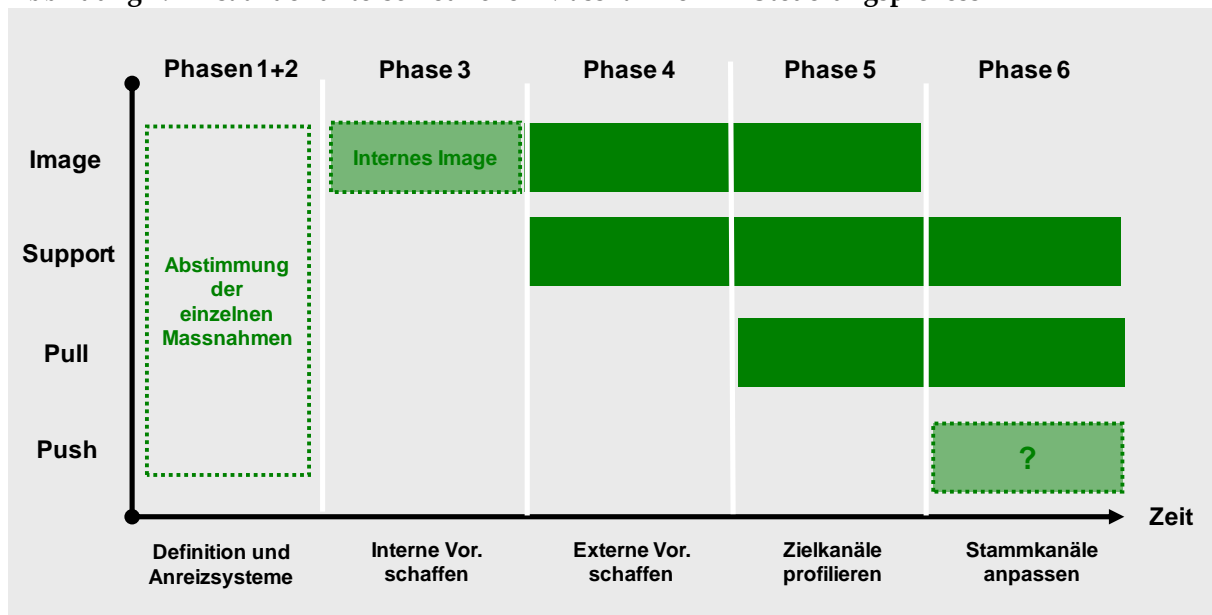 Phasen 1+2 Phase 3 Phase 4 Phase 5 Phase 6
Image
Internes Image
Support
Abstimmung
der
einzelnen
Massnahmen
Pull
Push
?
Zeit
Definition und
Anreizsysteme
Interne Vor.
schaffen
Externe Vor.
schaffen
Zielkanäle
profilieren
Stammkanäle
anpassen